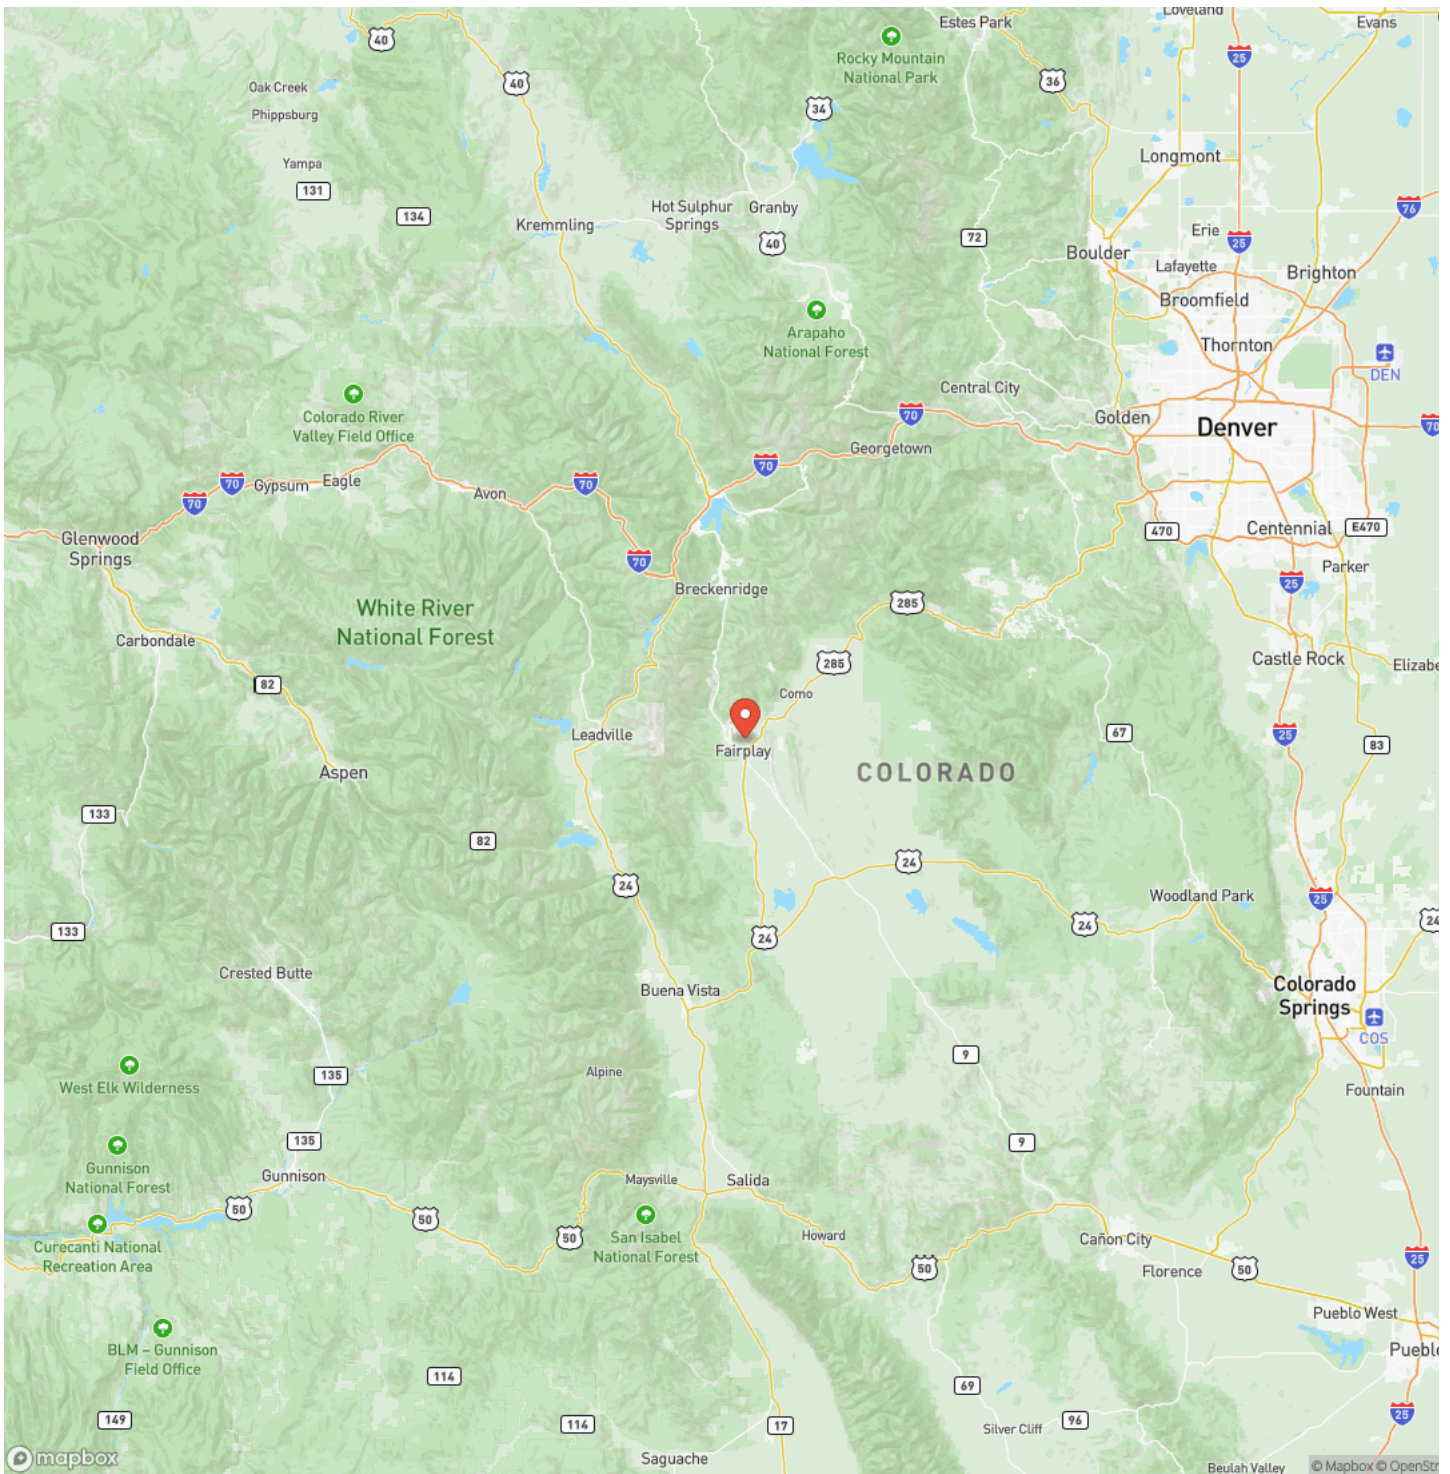 Loveland
Estes Park
Evans
40
25
Rocky Mountain
National Park
36
40
Oak Creek
34
Phippsburg
Longmont
Yampa
131
76
134
Hot Sulphur
Springs
Granby
Kremmling
72
Erie
40
25
Boulder
Lafayette
Brighton
Broomfield
Arapaho
National Forest
Thornton
DEN
Central City
Colorado River
Valley Field Office
70
Golden
Denver
70
Georgetown
70
70
Gypsum
Eagle
70
Avon
70
470
Centennial
E470
Glenwood
Springs
70
Parker
25
Breckenridge
White River
National Forest
285
Carbondale
285
Castle Rock
Elizabe
82
Como
Leadville
Fairplay
67
25
83
Aspen
COLORADO
133
82
24
24
Woodland Park
25
24
24
24
133
Crested Butte
Buena Vista
Colorado
Springs
COS
9
West Elk Wilderness
135
Alpine
Fountain
135
9
Gunnison
National Forest
Gunnison
Maysville
Salida
50
50
50
San Isabel
National Forest
Howard
Cañon City
Curecanti National
Recreation Area
50
Florence
50
25
Pueblo West
BLM – Gunnison
Field Office
Pueblo
114
69
149
114
17
Silver Cliff
96
25
Saguache
mapbox
Beulah Valley
© Mapbox © OpenStr